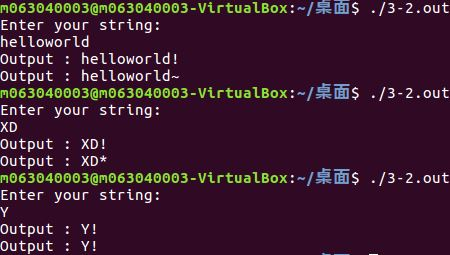 m063040003@m063040003-VirtualBox:~/桌面$ ./3-2.out
Enter your string:
helloworld
Output : helloworld!
Output : helloworld~
m063040003@m063040003-VirtualBox:~/桌面$ ./3-2.out
Enter your string:
XD
Output : XD!
Output : XD*
m063040003@m063040003-VirtualBox:~/桌面$ ./3-2.out
Enter your string:
Y
Output : Y!
Output : Y!